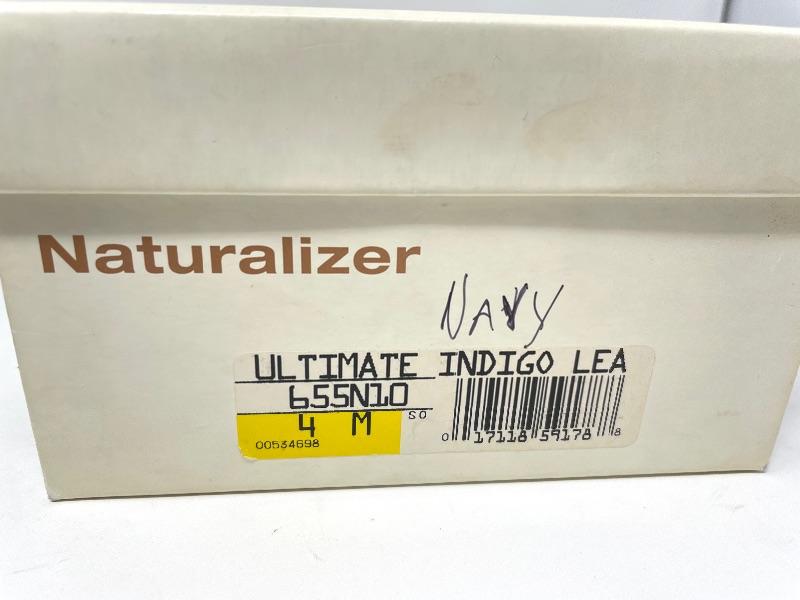 Naturalizer
NAVY
ULTIMATE INDIGO LEA
655N10
4 M
SO
00534698
0 17118 59178 8